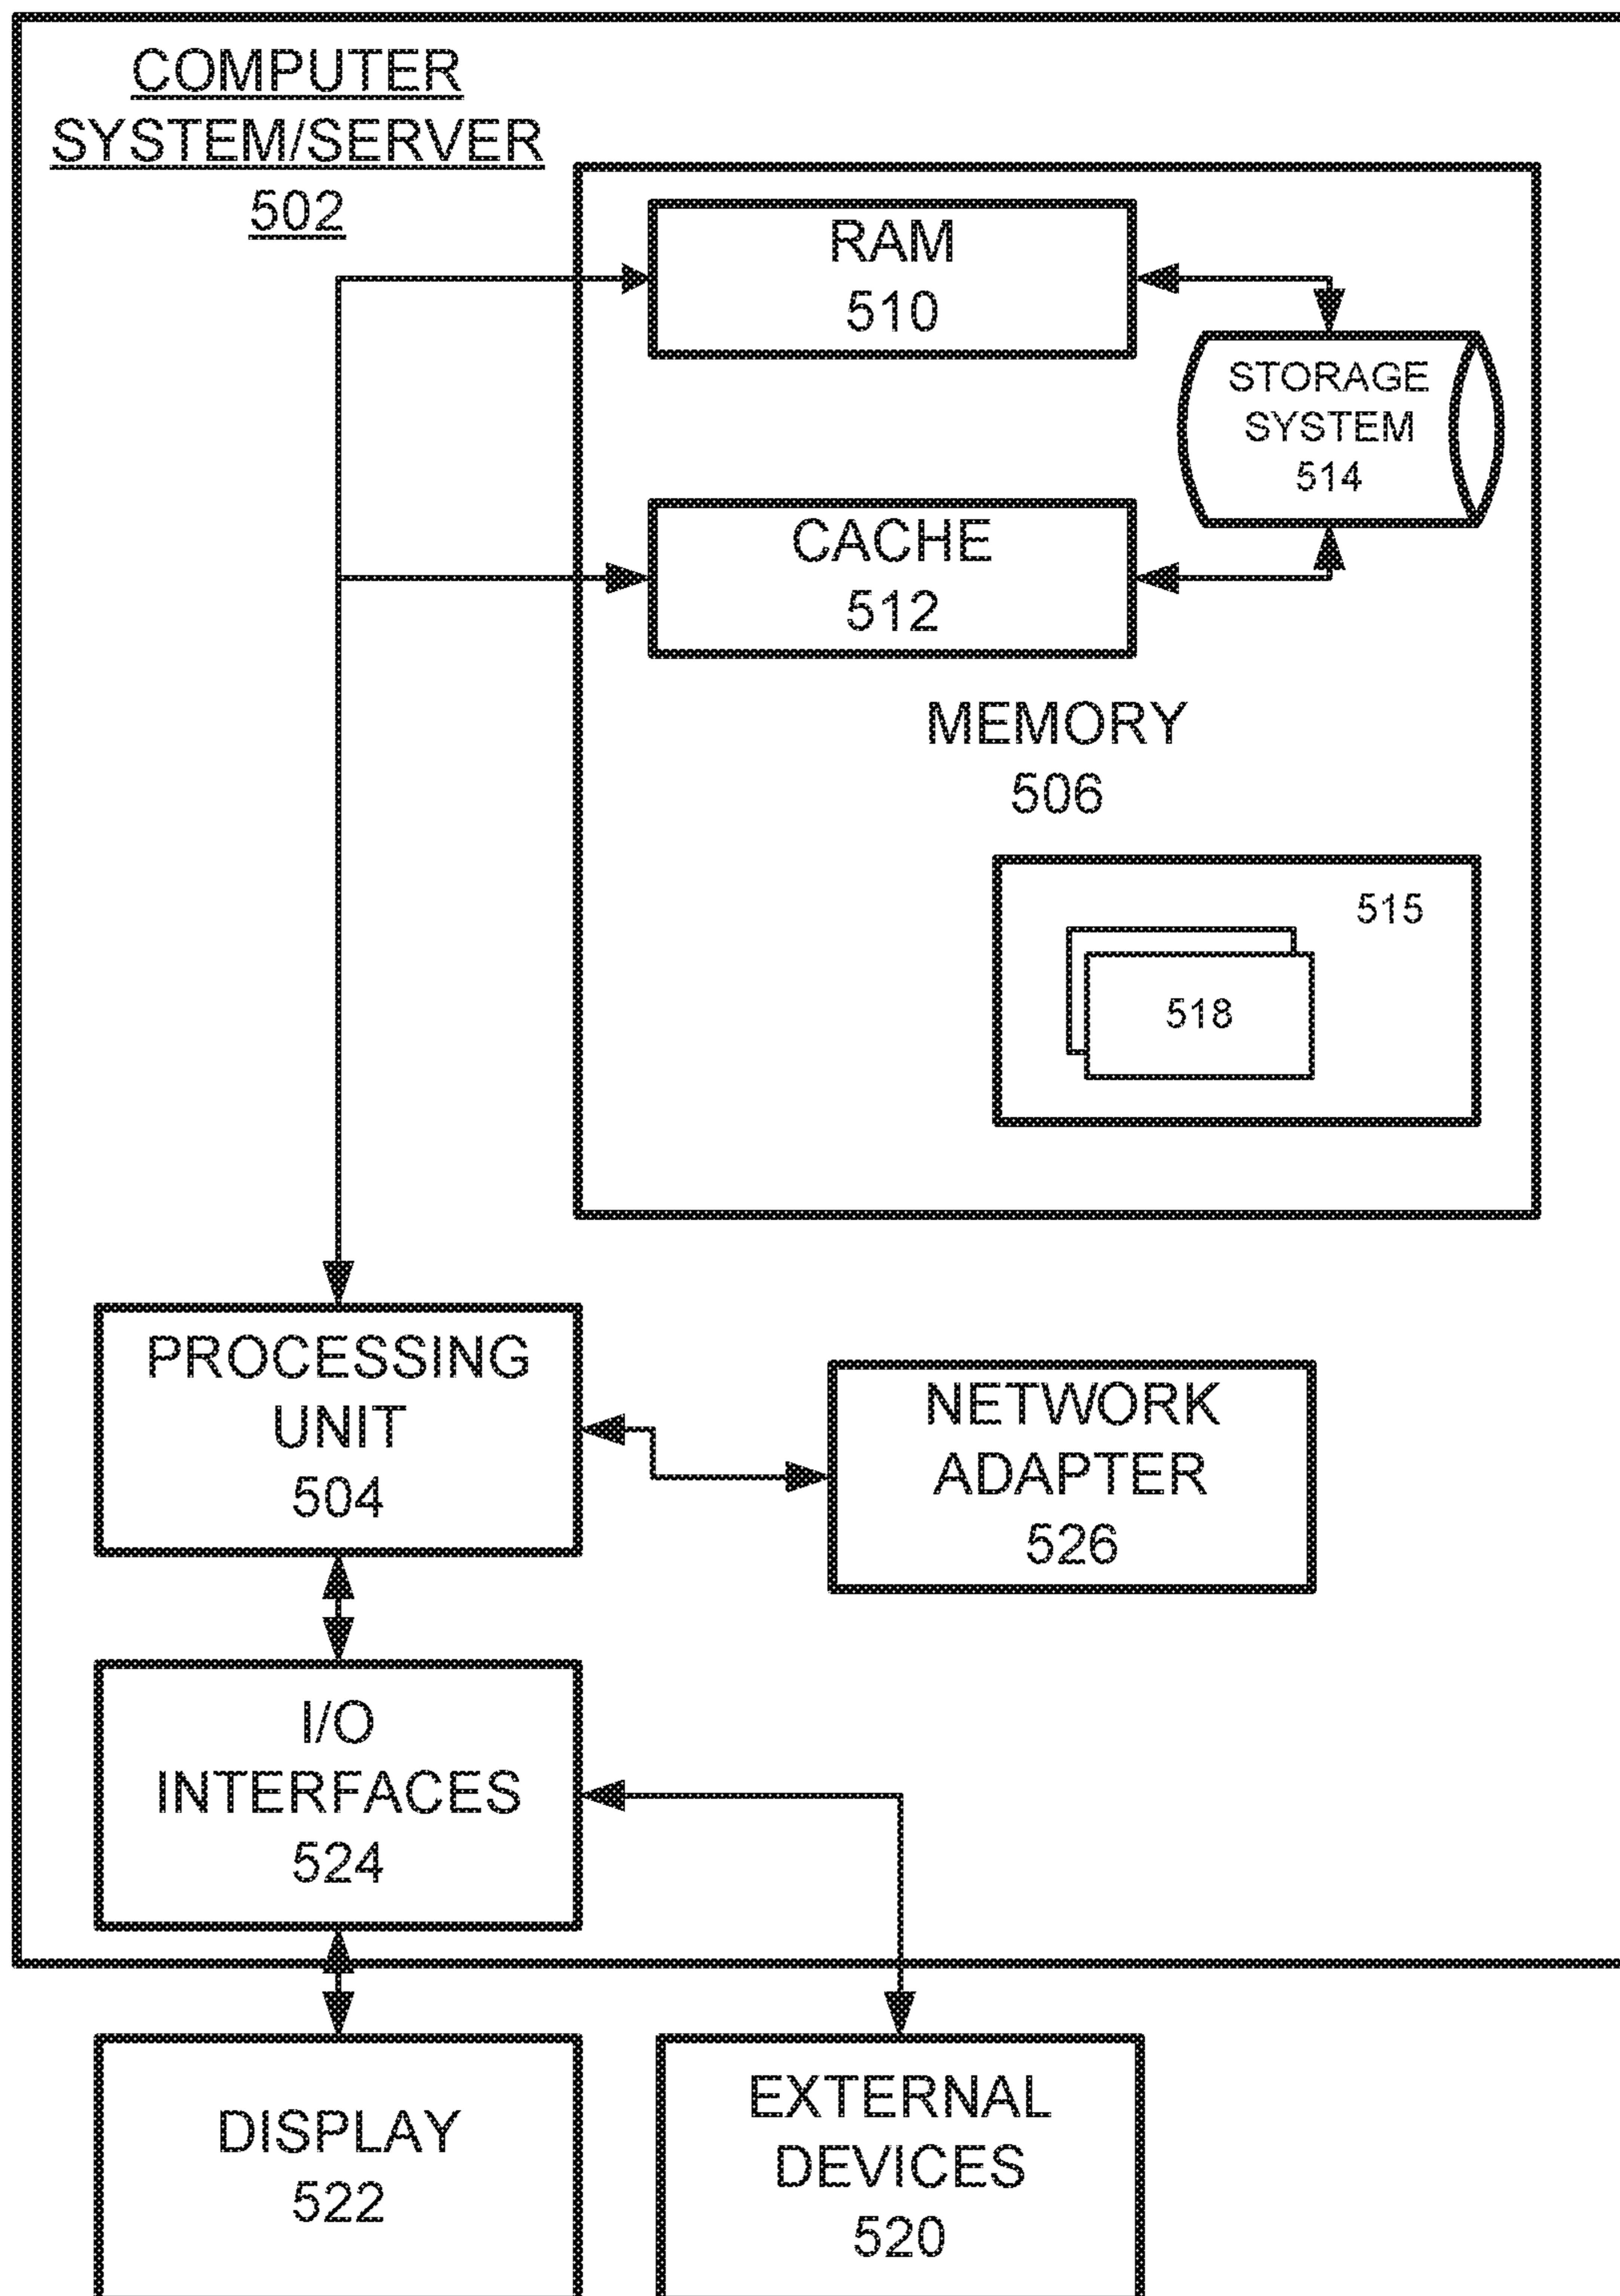 COMPUTER
SYSTEM/SERVER
502
RAM
510
STORAGE
SYSTEM
514
CACHE
512
MEMORY
506
515
518
PROCESSING
UNIT
504
NETWORK
ADAPTER
526
I/O
INTERFACES
524
DISPLAY
522
EXTERNAL
DEVICES
520